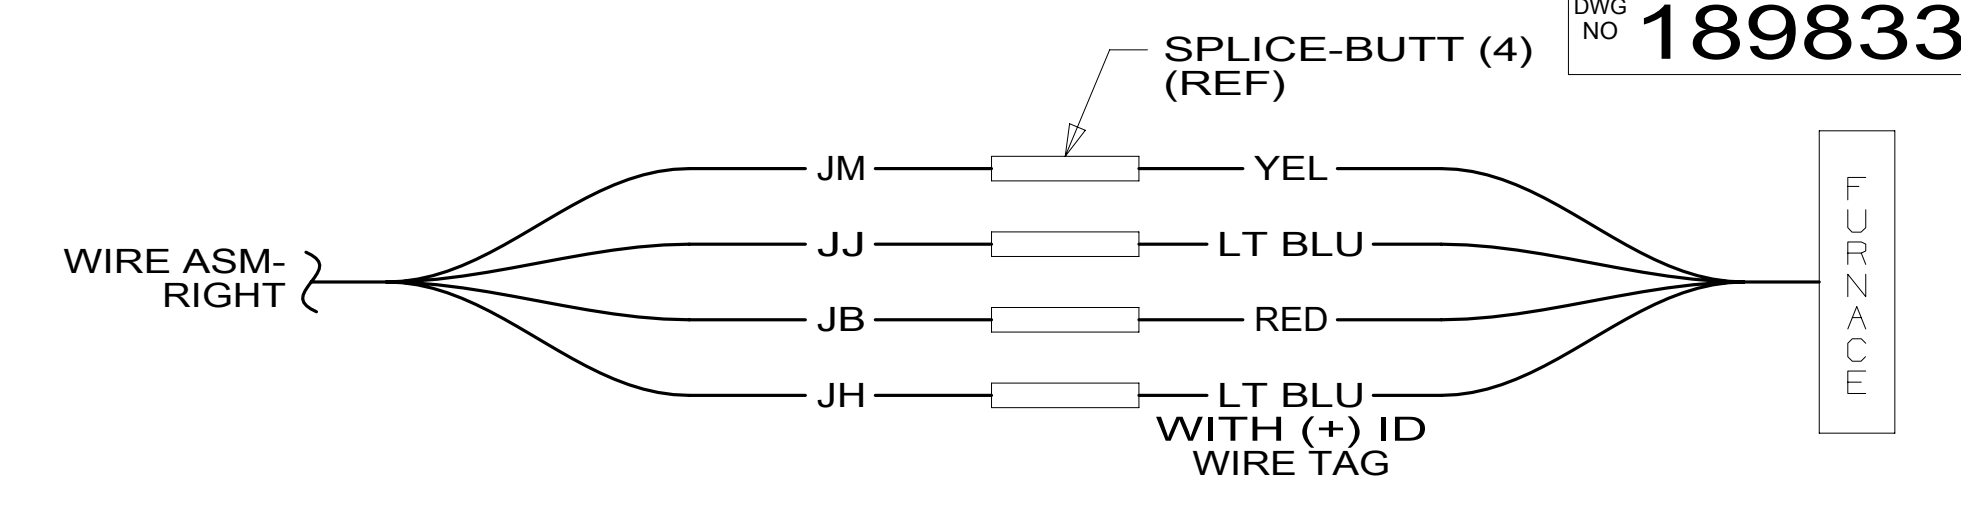 DWG
NO 189833
SPLICE-BUTT (4)
(REF)
JM YEL
JJ LT BLU
WIRE ASM-
RIGHT
JB RED
JH LT BLU
WITH (+) ID
WIRE TAG
FURNACE